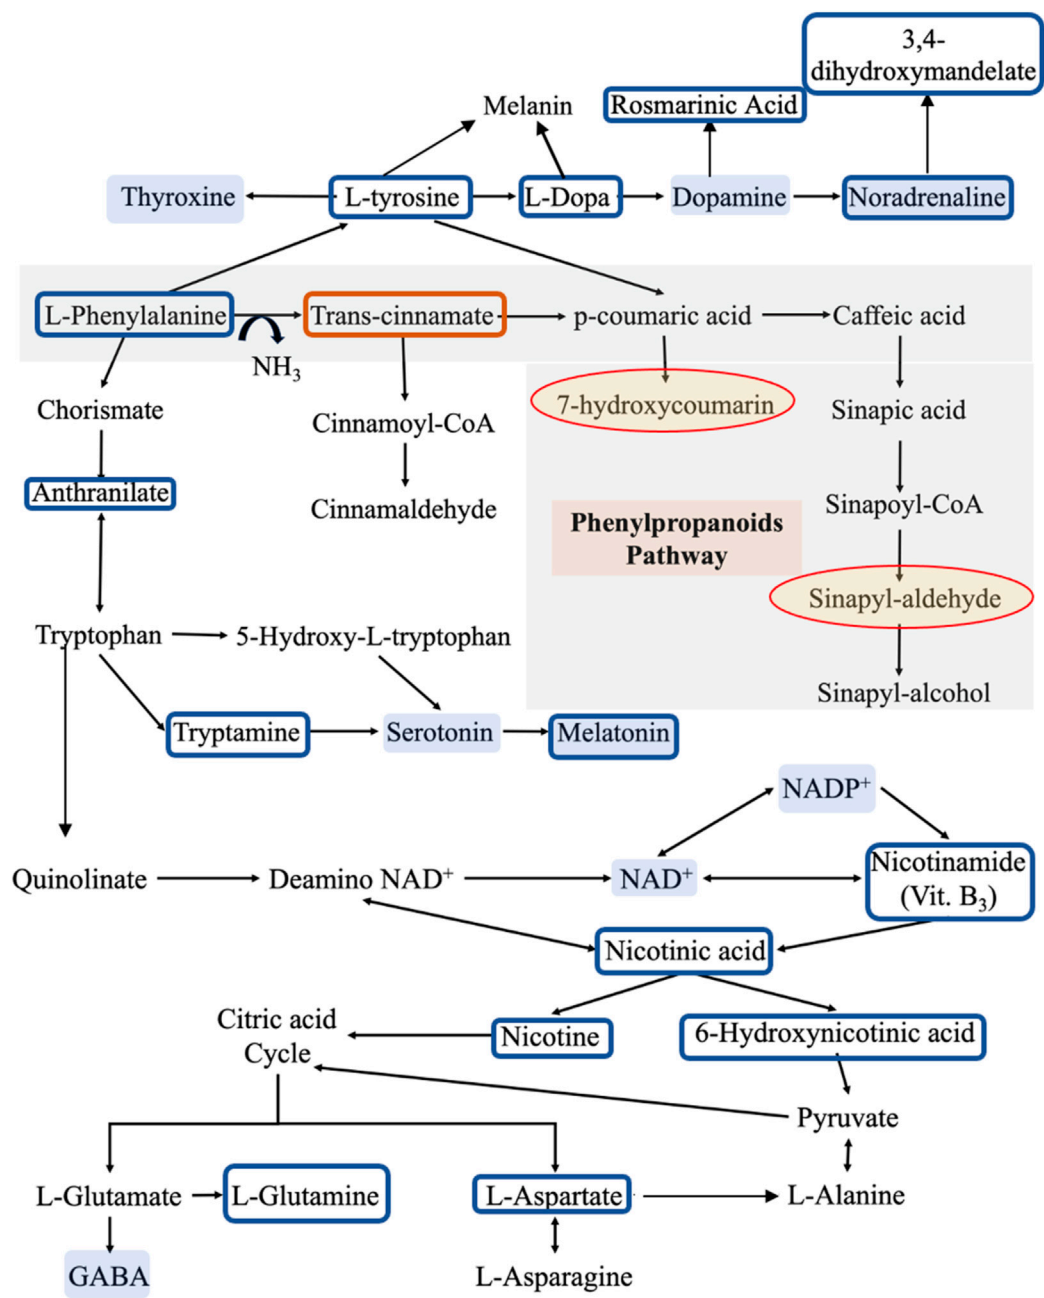 3,4-
dihydroxymandelate
Melanin
Rosmarinic Acid
Thyroxine
L-tyrosine
L-Dopa
Dopamine
Noradrenaline
L-Phenylalanine
Trans-cinnamate
p-coumaric acid
Caffeic acid
NH₃
Chorismate
Cinnamoyl-CoA
7-hydroxycoumarin
Sinapic acid
Anthranilate
Cinnamaldehyde
Phenylpropanoids
Pathway
Sinapoyl-CoA
Sinapyl-aldehyde
Tryptophan
5-Hydroxy-L-tryptophan
Sinapyl-alcohol
Tryptamine
Serotonin
Melatonin
NADP⁺
Quinolinate
Deamino NAD⁺
NAD⁺
Nicotinamide
(Vit. B₃)
Nicotinic acid
Citric acid
Cycle
Nicotine
6-Hydroxynicotinic acid
Pyruvate
L-Glutamate
L-Glutamine
L-Aspartate
L-Alanine
GABA
L-Asparagine